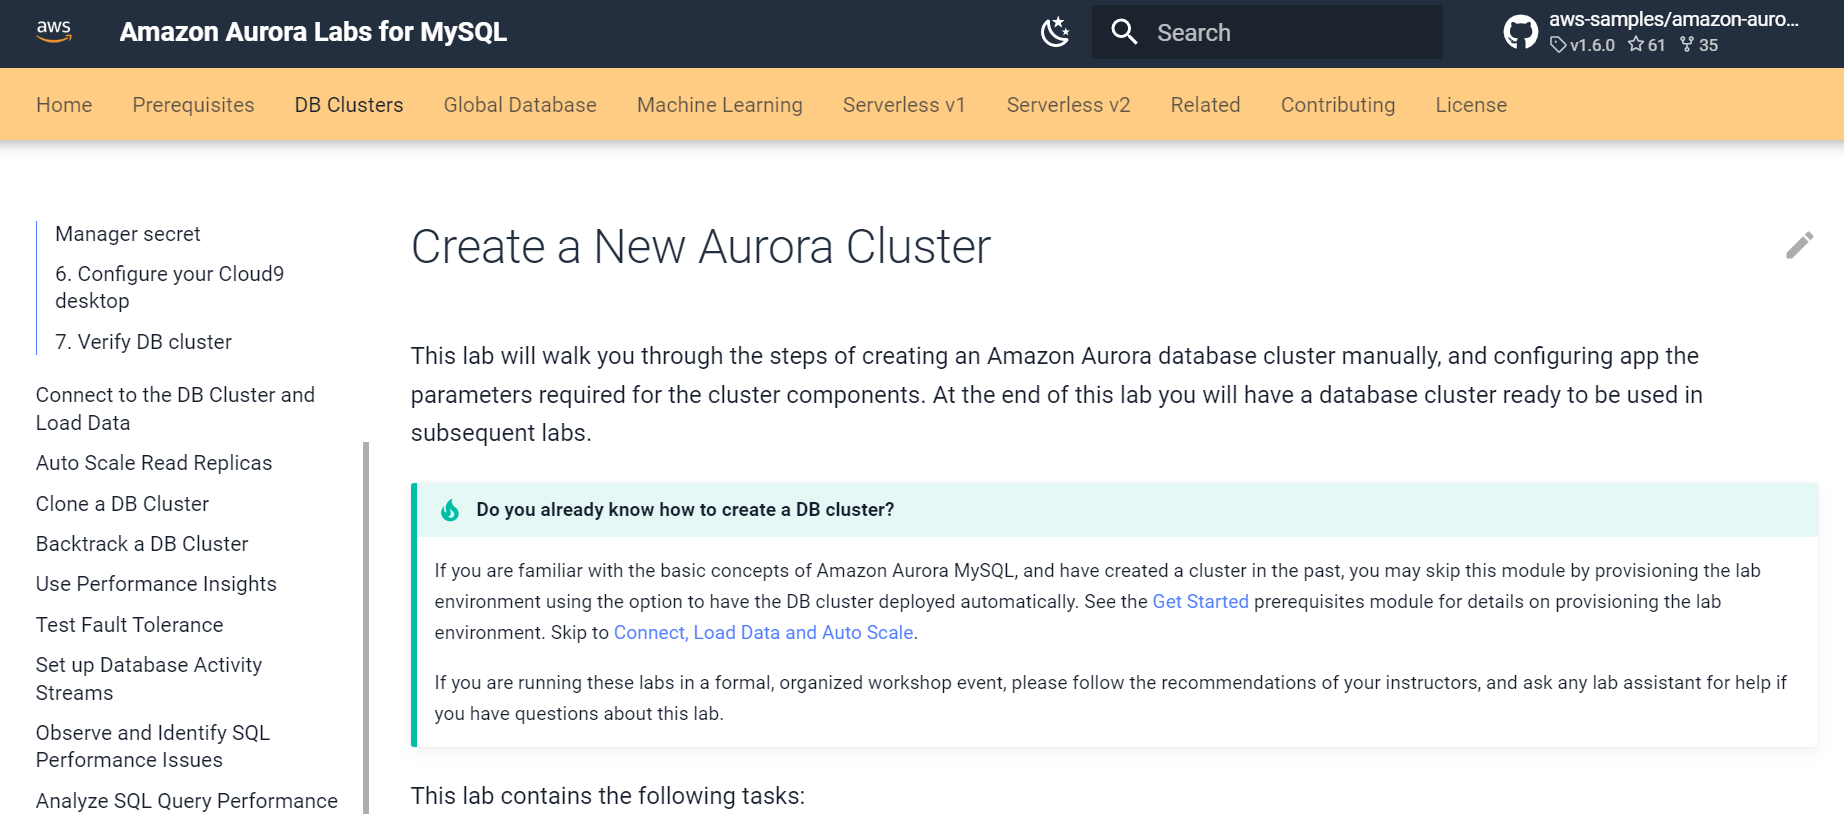 aws
Amazon Aurora Labs for MySQL
Search
aws-samples/amazon-auro...
v1.6.0 61 35
Home Prerequisites DB Clusters Global Database Machine Learning Serverless v1 Serverless v2 Related Contributing License
Manager secret
6. Configure your Cloud9
desktop
7. Verify DB cluster
Connect to the DB Cluster and
Load Data
Auto Scale Read Replicas
Clone a DB Cluster
Backtrack a DB Cluster
Use Performance Insights
Test Fault Tolerance
Set up Database Activity
Streams
Observe and Identify SQL
Performance Issues
Analyze SQL Query Performance
Create a New Aurora Cluster
This lab will walk you through the steps of creating an Amazon Aurora database cluster manually, and configuring app the
parameters required for the cluster components. At the end of this lab you will have a database cluster ready to be used in
subsequent labs.
Do you already know how to create a DB cluster?
If you are familiar with the basic concepts of Amazon Aurora MySQL, and have created a cluster in the past, you may skip this module by provisioning the lab
environment using the option to have the DB cluster deployed automatically. See the Get Started prerequisites module for details on provisioning the lab
environment. Skip to Connect, Load Data and Auto Scale.
If you are running these labs in a formal, organized workshop event, please follow the recommendations of your instructors, and ask any lab assistant for help if
you have questions about this lab.
This lab contains the following tasks: